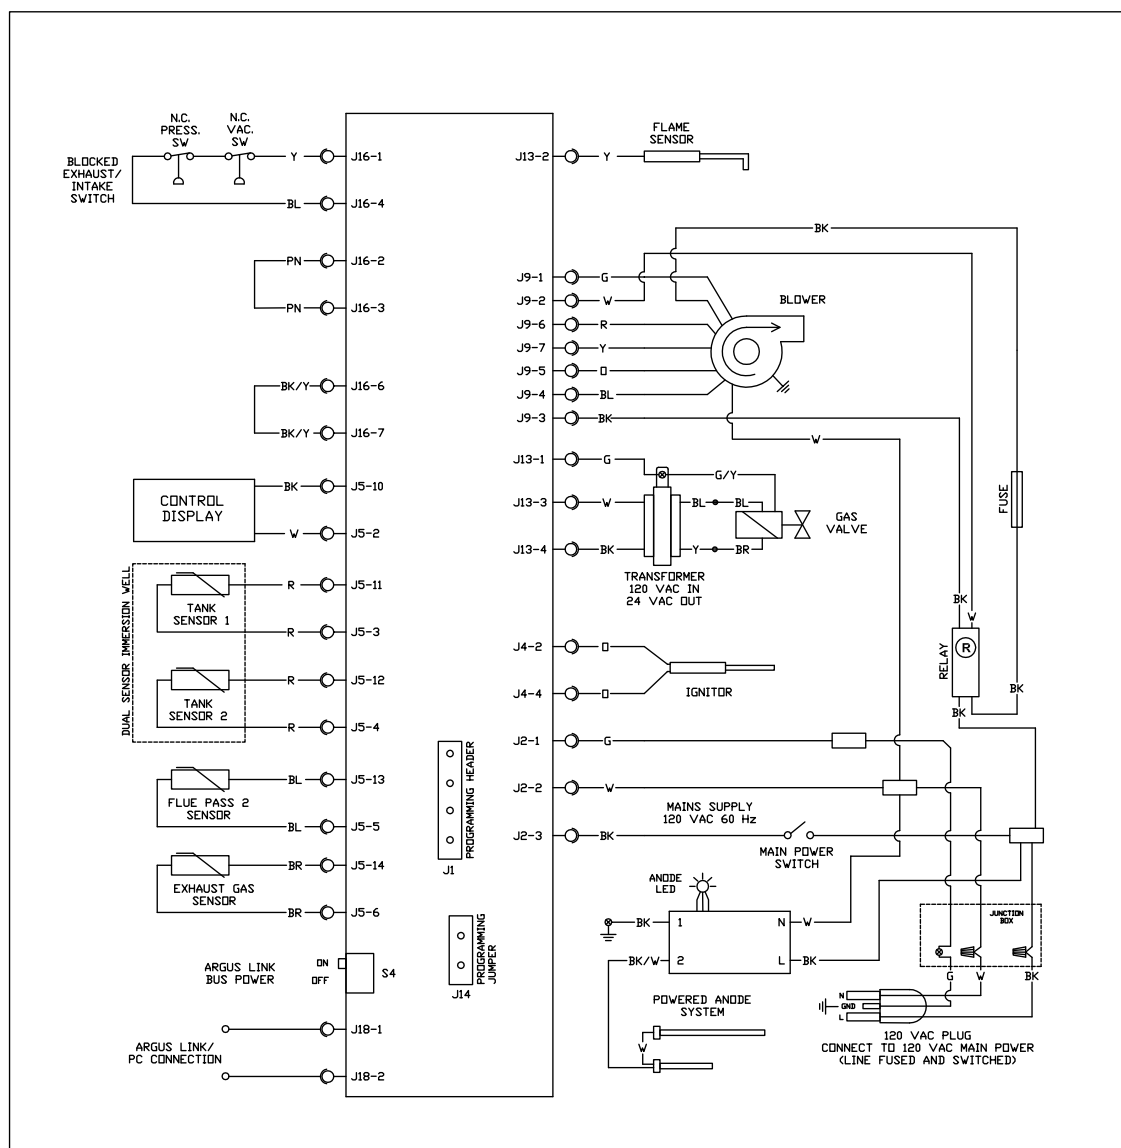 N.C.
PRESS.
SW
N.C.
VAC.
SW
BLOCKED
EXHAUST/
INTAKE
SWITCH
Y
J16-1
BL
J16-4
PN
J16-2
PN
J16-3
BK/Y
J16-6
BK/Y
J16-7
CONTROL
DISPLAY
BK
J5-10
W
J5-2
DUAL SENSOR IMMERSION WELL
TANK
SENSOR 1
R
J5-11
R
J5-3
TANK
SENSOR 2
R
J5-12
R
J5-4
FLUE PASS 2
SENSOR
BL
J5-13
BL
J5-5
EXHAUST GAS
SENSOR
BR
J5-14
BR
J5-6
ARGUS LINK
BUS POWER
ON
OFF
S4
ARGUS LINK/
PC CONNECTION
J18-1
J18-2
PROGRAMMING HEADER
J1
PROGRAMMING
JUMPER
J14
J13-2
Y
FLAME
SENSOR
BK
J9-1
G
J9-2
W
J9-6
R
J9-7
Y
J9-5
O
J9-4
BL
J9-3
BK
BLOWER
W
J13-1
G
G/Y
J13-3
W
BL
BL
J13-4
BK
Y
BR
GAS
VALVE
TRANSFORMER
120 VAC IN
24 VAC OUT
FUSE
BK
W
RELAY
R
BK
BK
J4-2
O
J4-4
O
IGNITOR
J2-1
G
J2-2
W
J2-3
BK
MAINS SUPPLY
120 VAC 60 Hz
MAIN POWER
SWITCH
ANODE
LED
BK
1
N
W
BK/W
2
L
BK
POWERED ANODE
SYSTEM
W
JUNCTION
BOX
G
W
BK
N
GND
L
120 VAC PLUG
CONNECT TO 120 VAC MAIN POWER
(LINE FUSED AND SWITCHED)